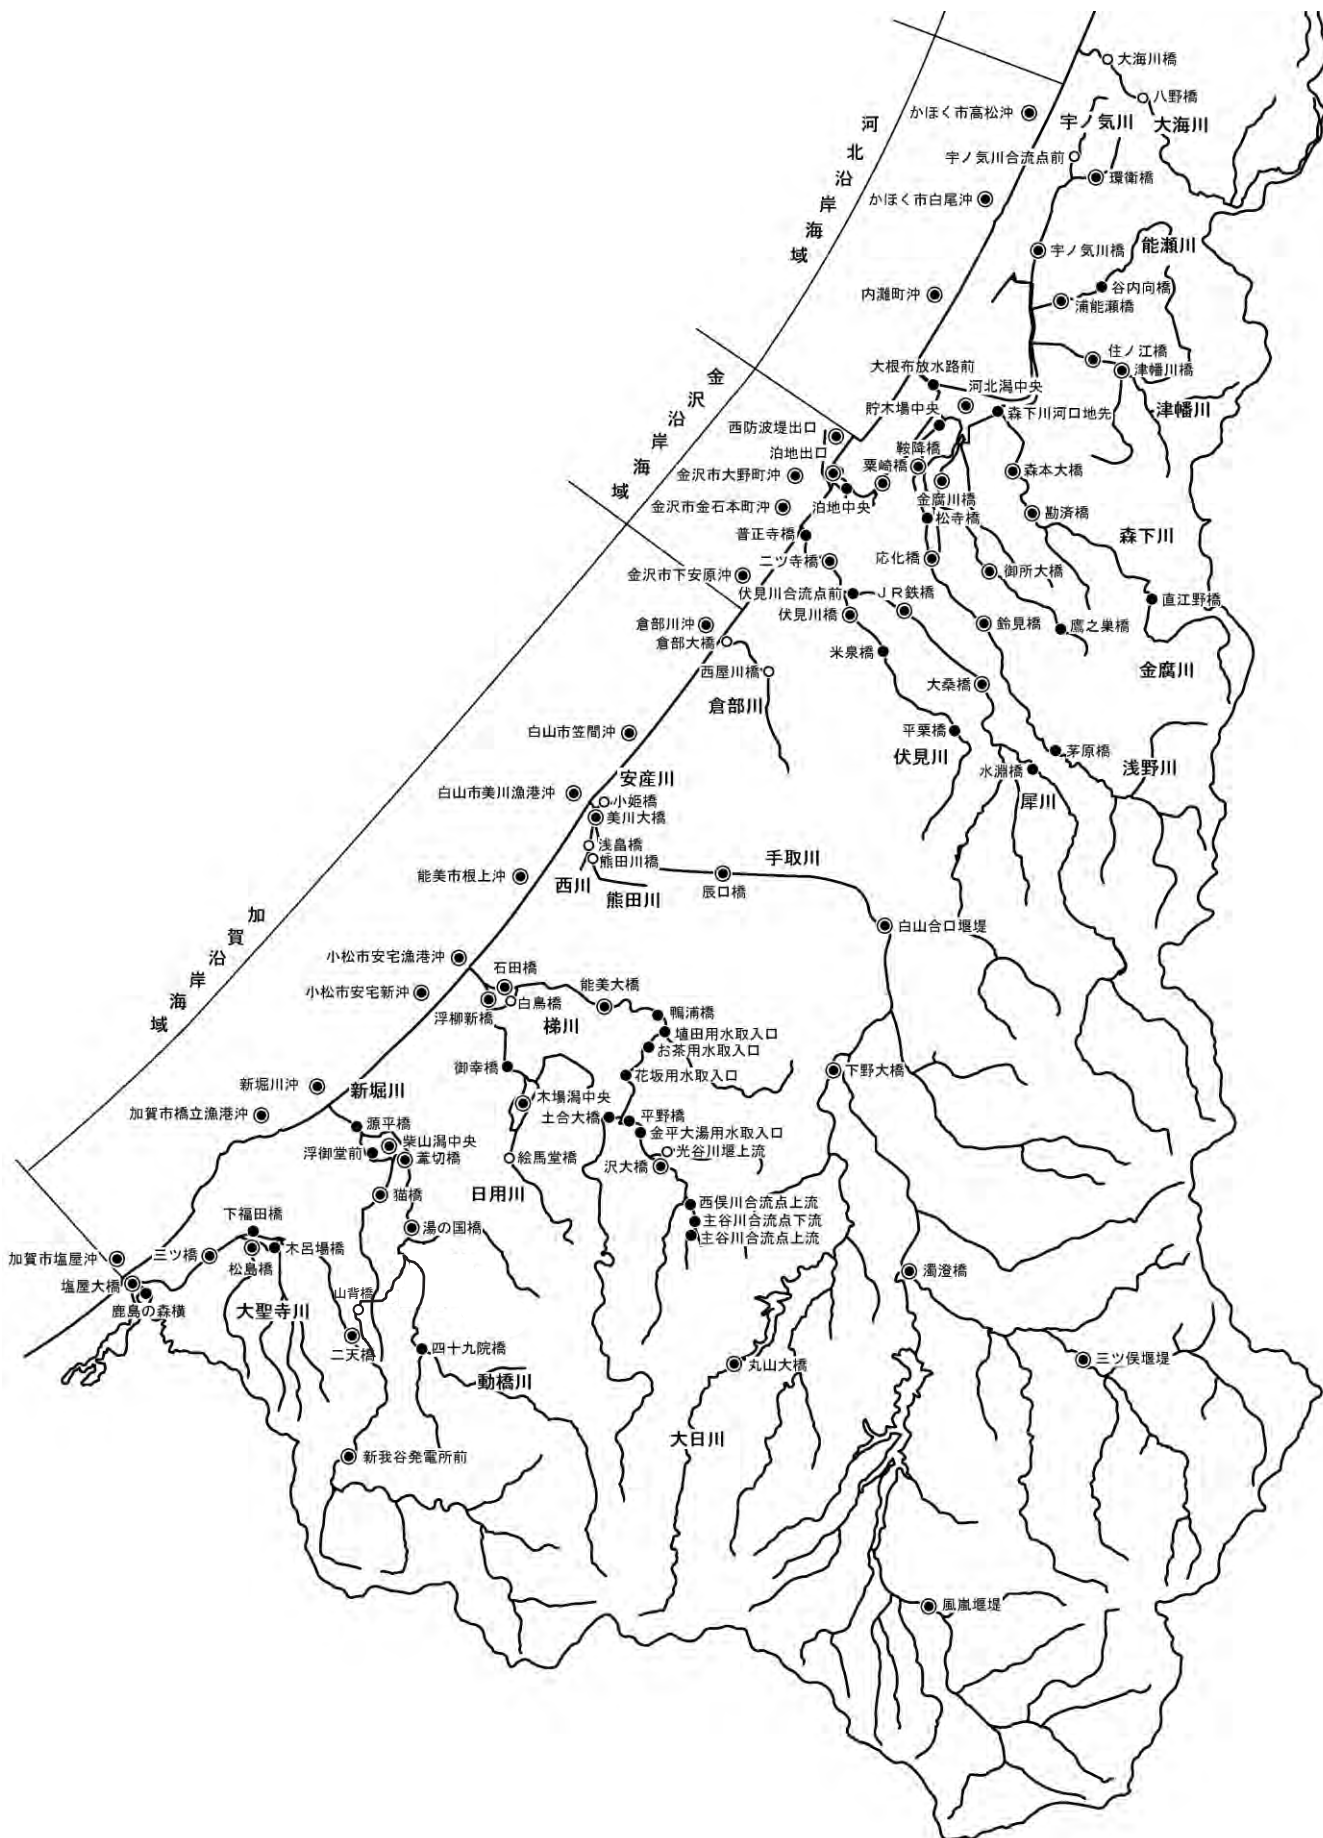 大海川橋
八野橋
かほく市高松沖
宇ノ気川
大海川
河北沿岸海域
宇ノ気川合流点前
環衛橋
かほく市白尾沖
能瀬川
宇ノ気川橋
谷内向橋
内灘町沖
浦能瀬橋
住ノ江橋
大根布放水路前
津幡川橋
河北潟中央
金沢沿岸海域
貯木場中央
森下川河口地先
津幡川
西防波堤出口
鞍降橋
泊地出口
粟崎橋
森本大橋
金沢市大野町沖
金腐川橋
泊地中央
金沢市金石本町沖
松寺橋
勘済橋
普正寺橋
森下川
二ツ寺橋
応化橋
御所大橋
金沢市下安原沖
伏見川合流点前
JR鉄橋
直江野橋
伏見川橋
倉部川沖
鈴見橋
鷹之巣橋
倉部大橋
米泉橋
西屋川橋
金腐川
大桑橋
倉部川
白山市笠間沖
平栗橋
伏見川
茅原橋
水淵橋
浅野川
安産川
白山市美川漁港沖
小姫橋
犀川
美川大橋
浅畠橋
熊田川橋
手取川
能美市根上沖
西川
熊田川
辰口橋
加賀沿岸海域
白山合口堰堤
小松市安宅漁港沖
石田橋
能美大橋
小松市安宅新沖
白鳥橋
浮柳新橋
鴨浦橋
梯川
埴田用水取入口
お茶用水取入口
御幸橋
花坂用水取入口
下野大橋
新堀川沖
新堀川
木場潟中央
加賀市橋立漁港沖
土合大橋
平野橋
源平橋
金平大湯用水取入口
柴山潟中央
浮御堂前
葦切橋
絵馬堂橋
光谷川堰上流
沢大橋
猫橋
日用川
西俣川合流点上流
下福田橋
湯の国橋
主谷川合流点下流
主谷川合流点上流
加賀市塩屋沖
三ツ橋
木呂場橋
松島橋
塩屋大橋
濁澄橋
鹿島の森横
大聖寺川
山背橋
二天橋
四十九院橋
丸山大橋
三ツ俣堰堤
動橋川
大日川
新我谷発電所前
風嵐堰堤